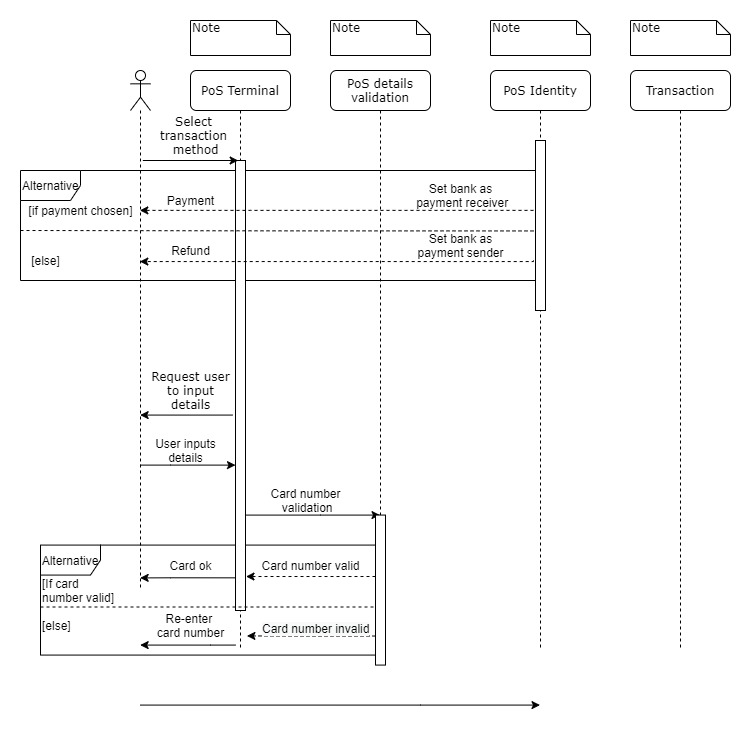 Note
Note
Note
Note
PoS Terminal
PoS details
validation
PoS Identity
Transaction
Select
transaction
method
Alternative
[if payment chosen]
Payment
Set bank as
payment receiver
[else]
Refund
Set bank as
payment sender
Request user
to input
details
User inputs
details
Card number
validation
Alternative
[If card
number valid]
Card ok
Card number valid
[else]
Re-enter
card number
Card number invalid